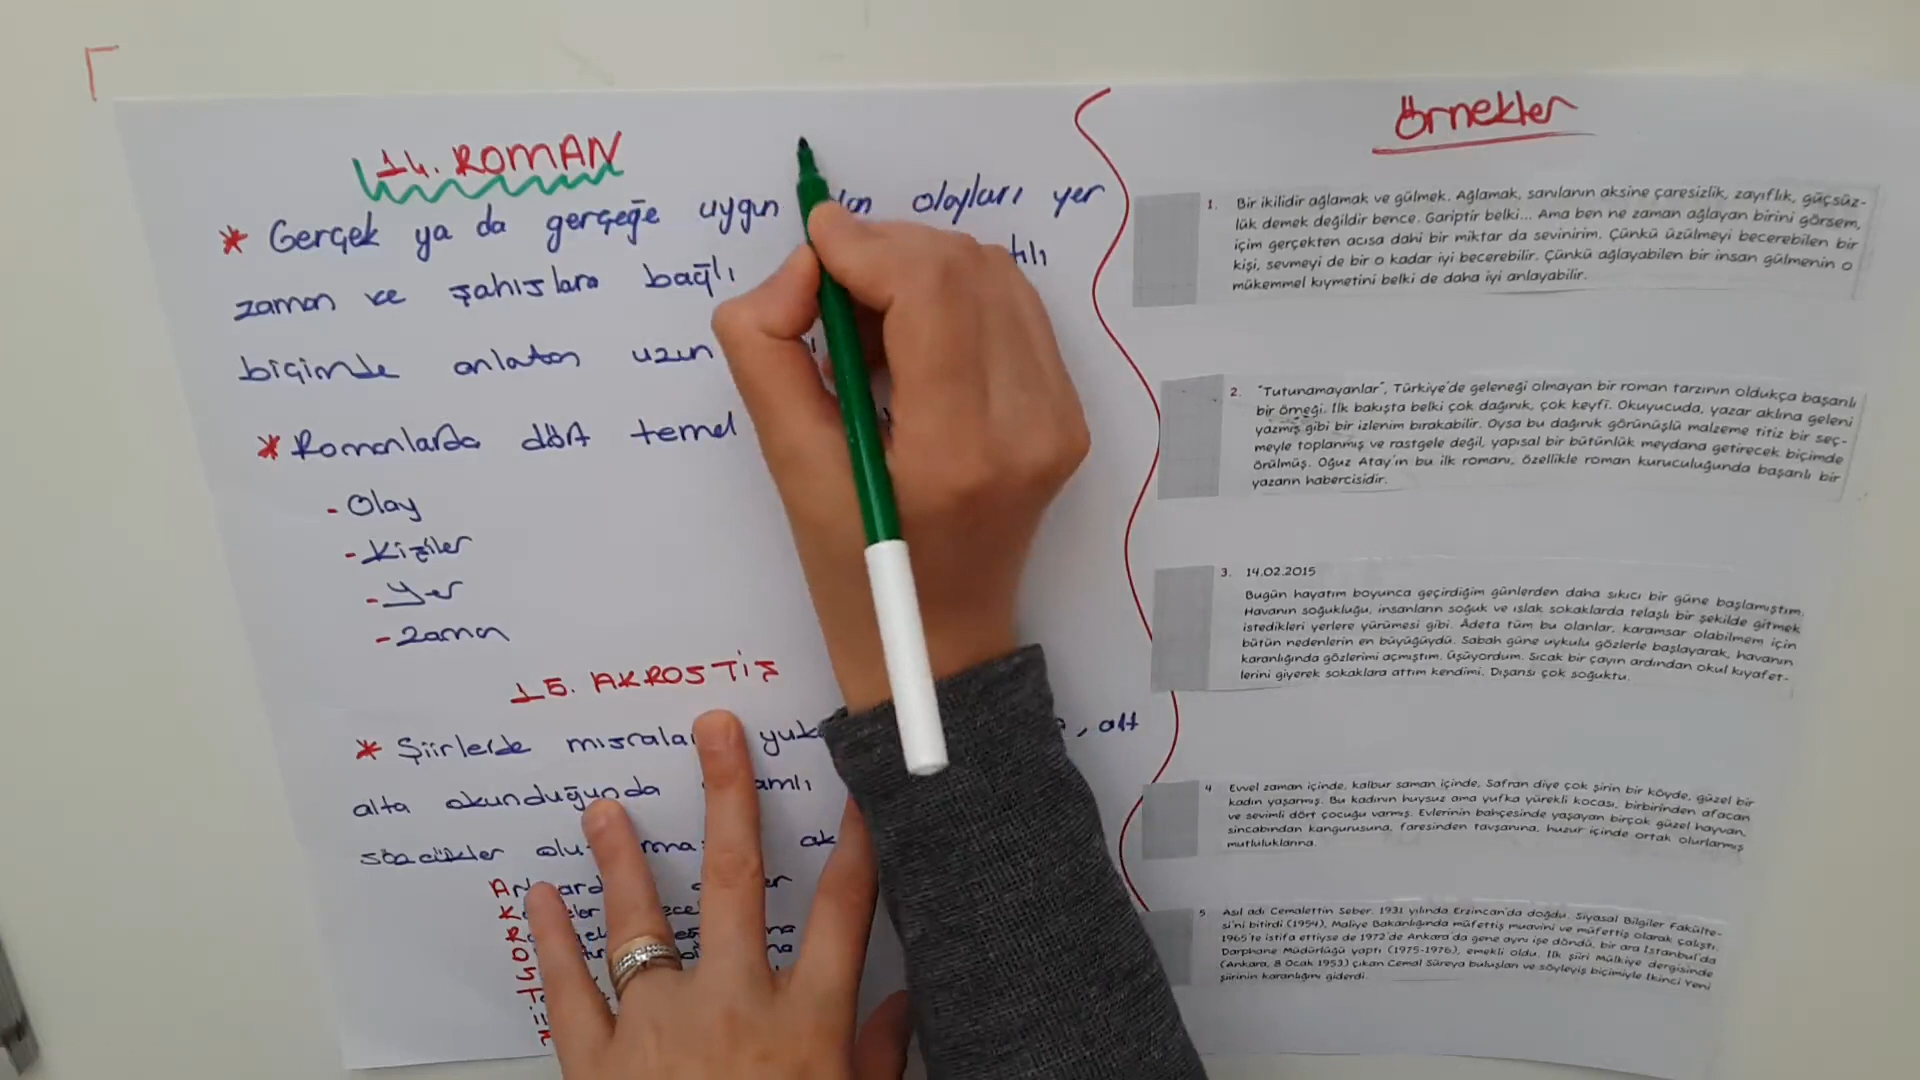 14. ROMAN
* Gerçek ya da gerçeğe uygun olayları yer
zaman ve şahıslara bağlı
biçimde anlatan uzun
* Romanlarda dört temel
- Olay
- Kişiler
- Yer
- Zaman
15. AKROSTİŞ
* Şiirlerde mısralar , alt
alta okunduğunda
sözcükler
Örnekler
1. Bir ikilidir ağlamak ve gülmek. Ağlamak, sanılanın aksine çaresizlik, zayıflık, güçsüz-
lük demek değildir bence. Gariptir belki... Ama ben ne zaman ağlayan birini görsem,
içim gerçekten acısa dahi bir miktar da sevinirim. Çünkü üzülmeyi becerebilen bir
kişi, sevmeyi de bir o kadar iyi becerebilir. Çünkü ağlayabilen bir insan gülmenin o
mükemmel kıymetini belki de daha iyi anlayabilir.
2. "Tutunamayanlar", Türkiye'de geleneği olmayan bir roman tarzının oldukça başarılı
bir örneği. İlk bakışta belki çok dağınık, çok keyfi. Okuyucuda, yazar aklına geleni
yazmış gibi bir izlenim bırakabilir. Oysa bu dağınık görünüşlü malzeme titiz bir seç-
meyle toplanmış ve rastgele değil, yapısal bir bütünlük meydana getirecek biçimde
örülmüş. Oğuz Atay'ın bu ilk romanı, özellikle roman kuruculuğunda başarılı bir
yazarın habercisidir.
3. 14.02.2015
Bugün hayatım boyunca geçirdiğim günlerden daha sıkıcı bir güne başlamıştım.
Havanın soğukluğu, insanların soğuk ve ıslak sokaklarda telaşlı bir şekilde gitmek
istedikleri yerlere yürümesi gibi. Adeta tüm bu olanlar, karamsar olabilmem için
bütün nedenlerin en büyüğüydü. Sabah güne uykulu gözlerle başlayarak, havanın
karanlığında gözlerimi açmıştım. Üşüyordum. Sıcak bir çayın ardından okul kıyafet-
lerini giyerek sokaklara attım kendimi. Dışarısı çok soğuktu.
4 Evvel zaman içinde, kalbur saman içinde, Safran diye çok şirin bir köyde, güzel bir
kadın yaşarmış. Bu kadının huysuz ama yufka yürekli kocası, birbirinden afacan
ve sevimli dört çocuğu varmış. Evlerinin bahçesinde yaşayan birçok güzel hayvan,
sincabından kangurusuna, faresinden tavşanına, huzur içinde ortak olurlarmış
mutluluklarına.
5 Asıl adı Cemalettin Seber. 1931 yılında Erzincan'da doğdu. Siyasal Bilgiler Fakülte-
si'ni bitirdi (1954), Maliye Bakanlığında müfettiş muavini ve müfettiş olarak çalıştı.
1965'te istifa ettiyse de 1972'de Ankara'da gene aynı işe döndü, bir ara İstanbul'da
Darphane Müdürlüğü yaptı (1975-1976), emekli oldu. İlk şiiri Mülkiye dergisinde
(Ankara, 8 Ocak 1953) çıkan Cemal Süreya buluşları ve söyleyiş biçimiyle İkinci Yeni
şiirinin karanlığını giderdi.